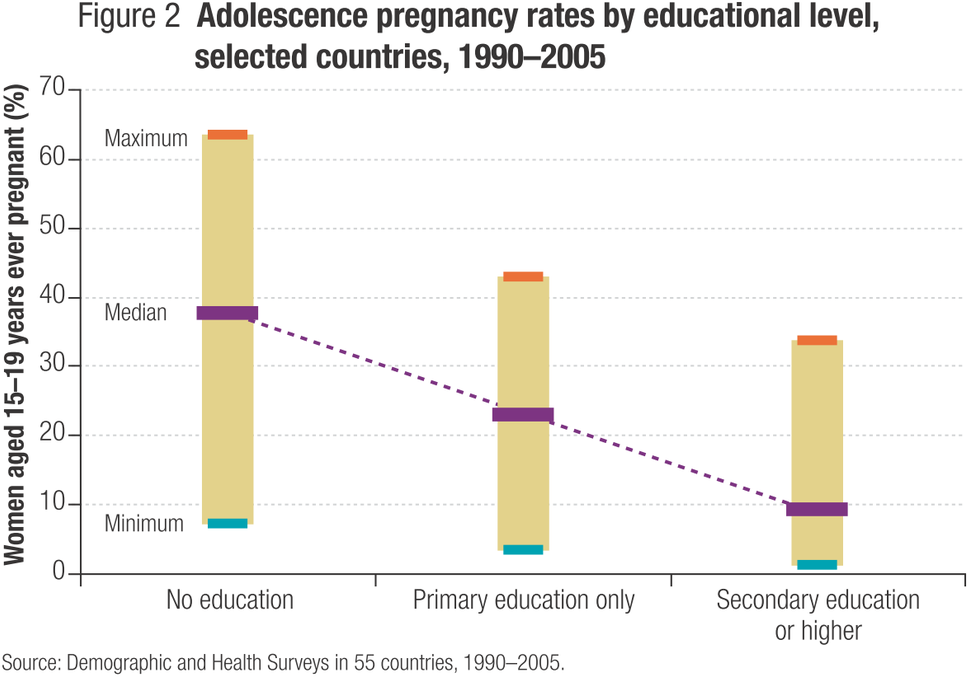 Figure 2 Adolescence pregnancy rates by educational level,
selected countries, 1990–2005
Women aged 15–19 years ever pregnant (%)
70
60
50
40
30
20
10
0
Maximum
Median
Minimum
No education
Primary education only
Secondary education
or higher
Source: Demographic and Health Surveys in 55 countries, 1990–2005.